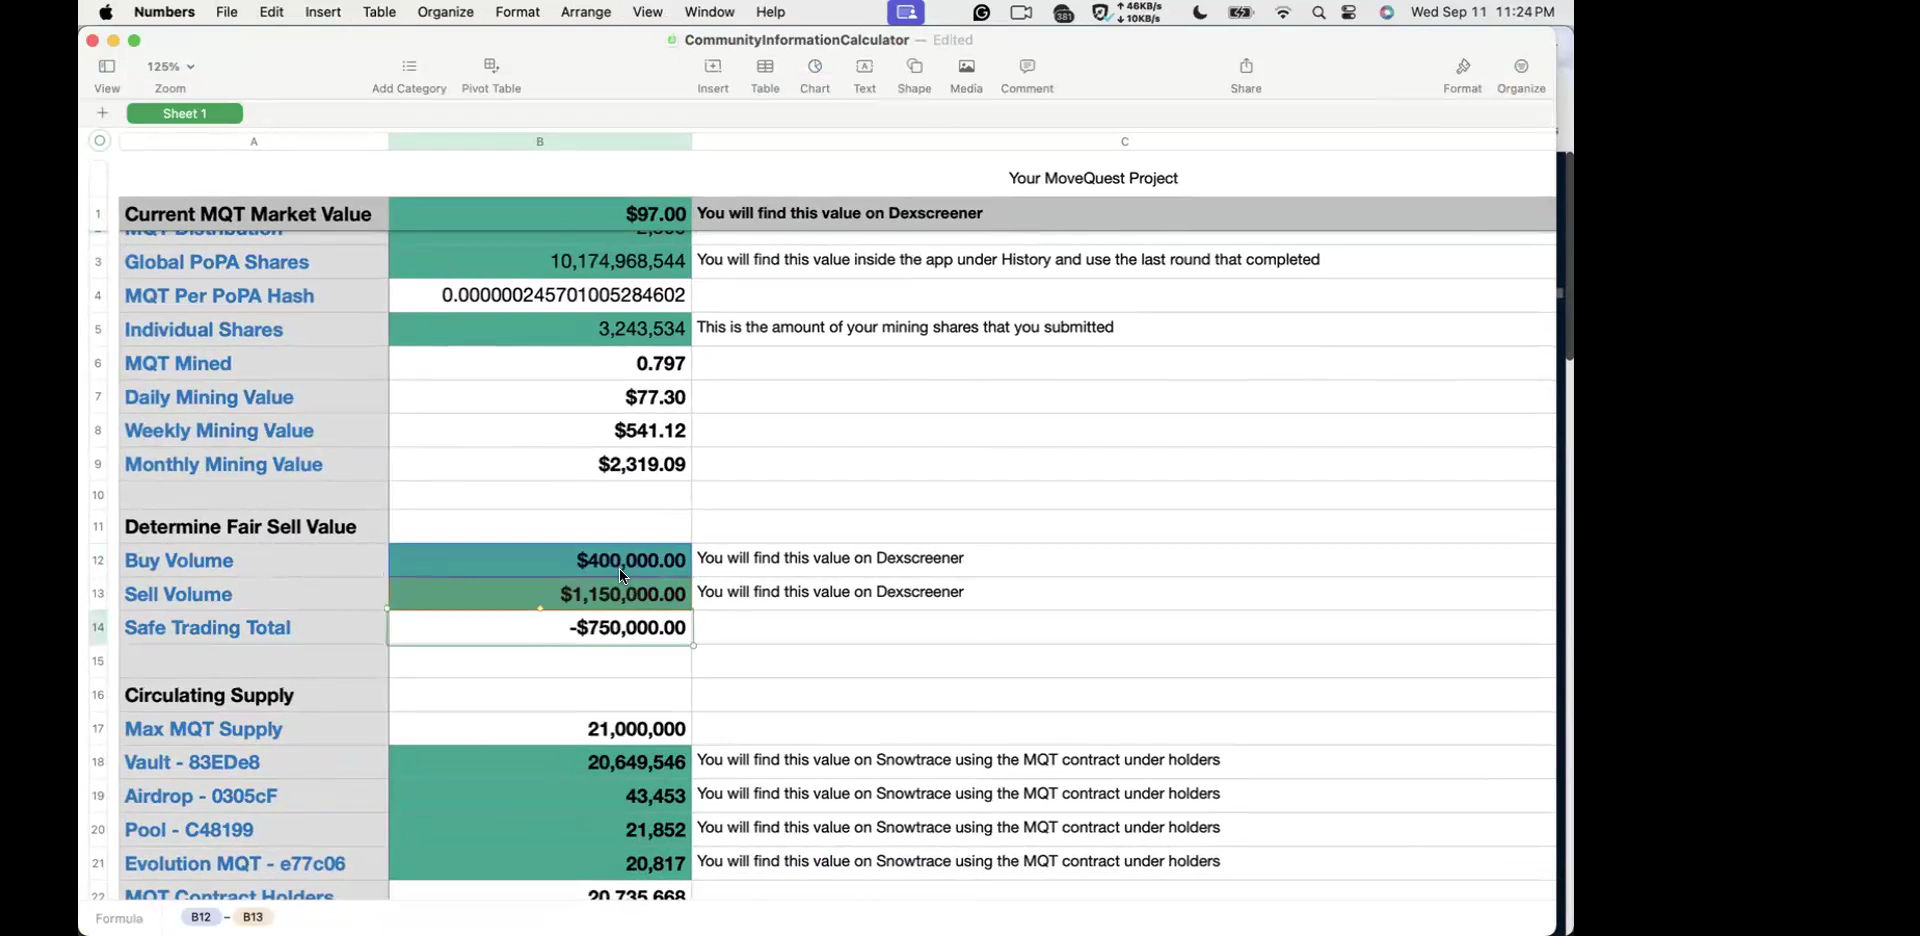 Numbers File Edit Insert Table Organize Format Arrange View Window Help 381 46KB/s 10KB/s Wed Sep 11 11:24 PM
CommunityInformationCalculator — Edited
125%
View Zoom Add Category Pivot Table Insert Table Chart Text Shape Media Comment Share Format Organize
Sheet 1
A B C
Your MoveQuest Project
1 Current MQT Market Value $97.00 You will find this value on Dexscreener
MQT Distribution
3 Global PoPA Shares 10,174,968,544 You will find this value inside the app under History and use the last round that completed
4 MQT Per PoPA Hash 0.000000245701005284602
5 Individual Shares 3,243,534 This is the amount of your mining shares that you submitted
6 MQT Mined 0.797
7 Daily Mining Value $77.30
8 Weekly Mining Value $541.12
9 Monthly Mining Value $2,319.09
10
11 Determine Fair Sell Value
12 Buy Volume $400,000.00 You will find this value on Dexscreener
13 Sell Volume $1,150,000.00 You will find this value on Dexscreener
14 Safe Trading Total -$750,000.00
15
16 Circulating Supply
17 Max MQT Supply 21,000,000
18 Vault - 83EDe8 20,649,546 You will find this value on Snowtrace using the MQT contract under holders
19 Airdrop - 0305cF 43,453 You will find this value on Snowtrace using the MQT contract under holders
20 Pool - C48199 21,852 You will find this value on Snowtrace using the MQT contract under holders
21 Evolution MQT - e77c06 20,817 You will find this value on Snowtrace using the MQT contract under holders
22 MQT Contract Holders 20,735,668
Formula B12 – B13